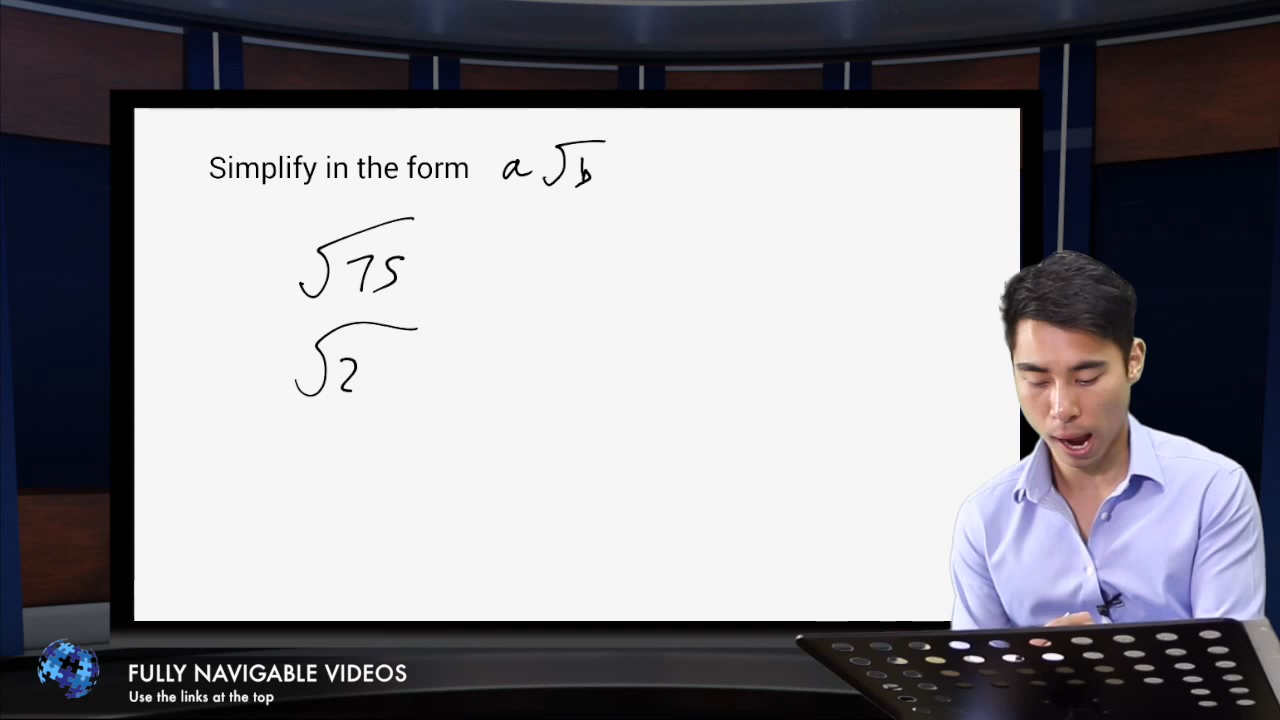 Simplify in the form a√b
√75
√2
FULLY NAVIGABLE VIDEOS
Use the links at the top